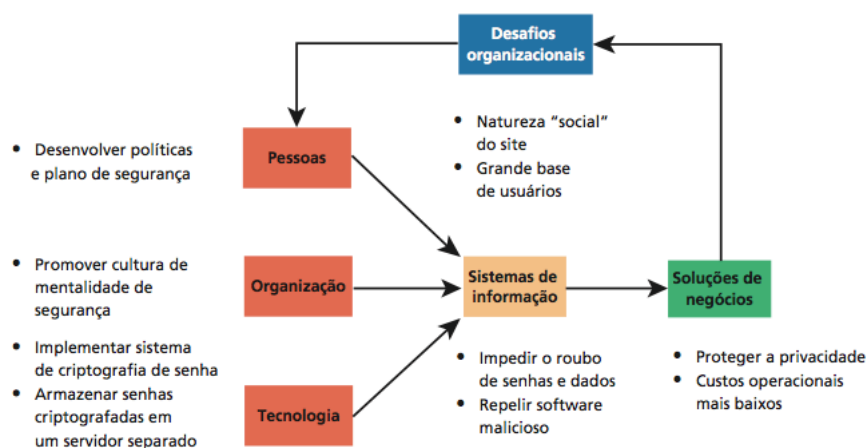 Desafios
organizacionais
• Natureza “social”
do site
• Grande base
de usuários
• Desenvolver políticas
e plano de segurança
Pessoas
• Promover cultura de
mentalidade de
segurança
Organização
Sistemas de
informação
Soluções de
negócios
• Implementar sistema
de criptografia de senha
• Armazenar senhas
criptografadas em
um servidor separado
Tecnologia
• Impedir o roubo
de senhas e dados
• Repelir software
malicioso
• Proteger a privacidade
• Custos operacionais
mais baixos